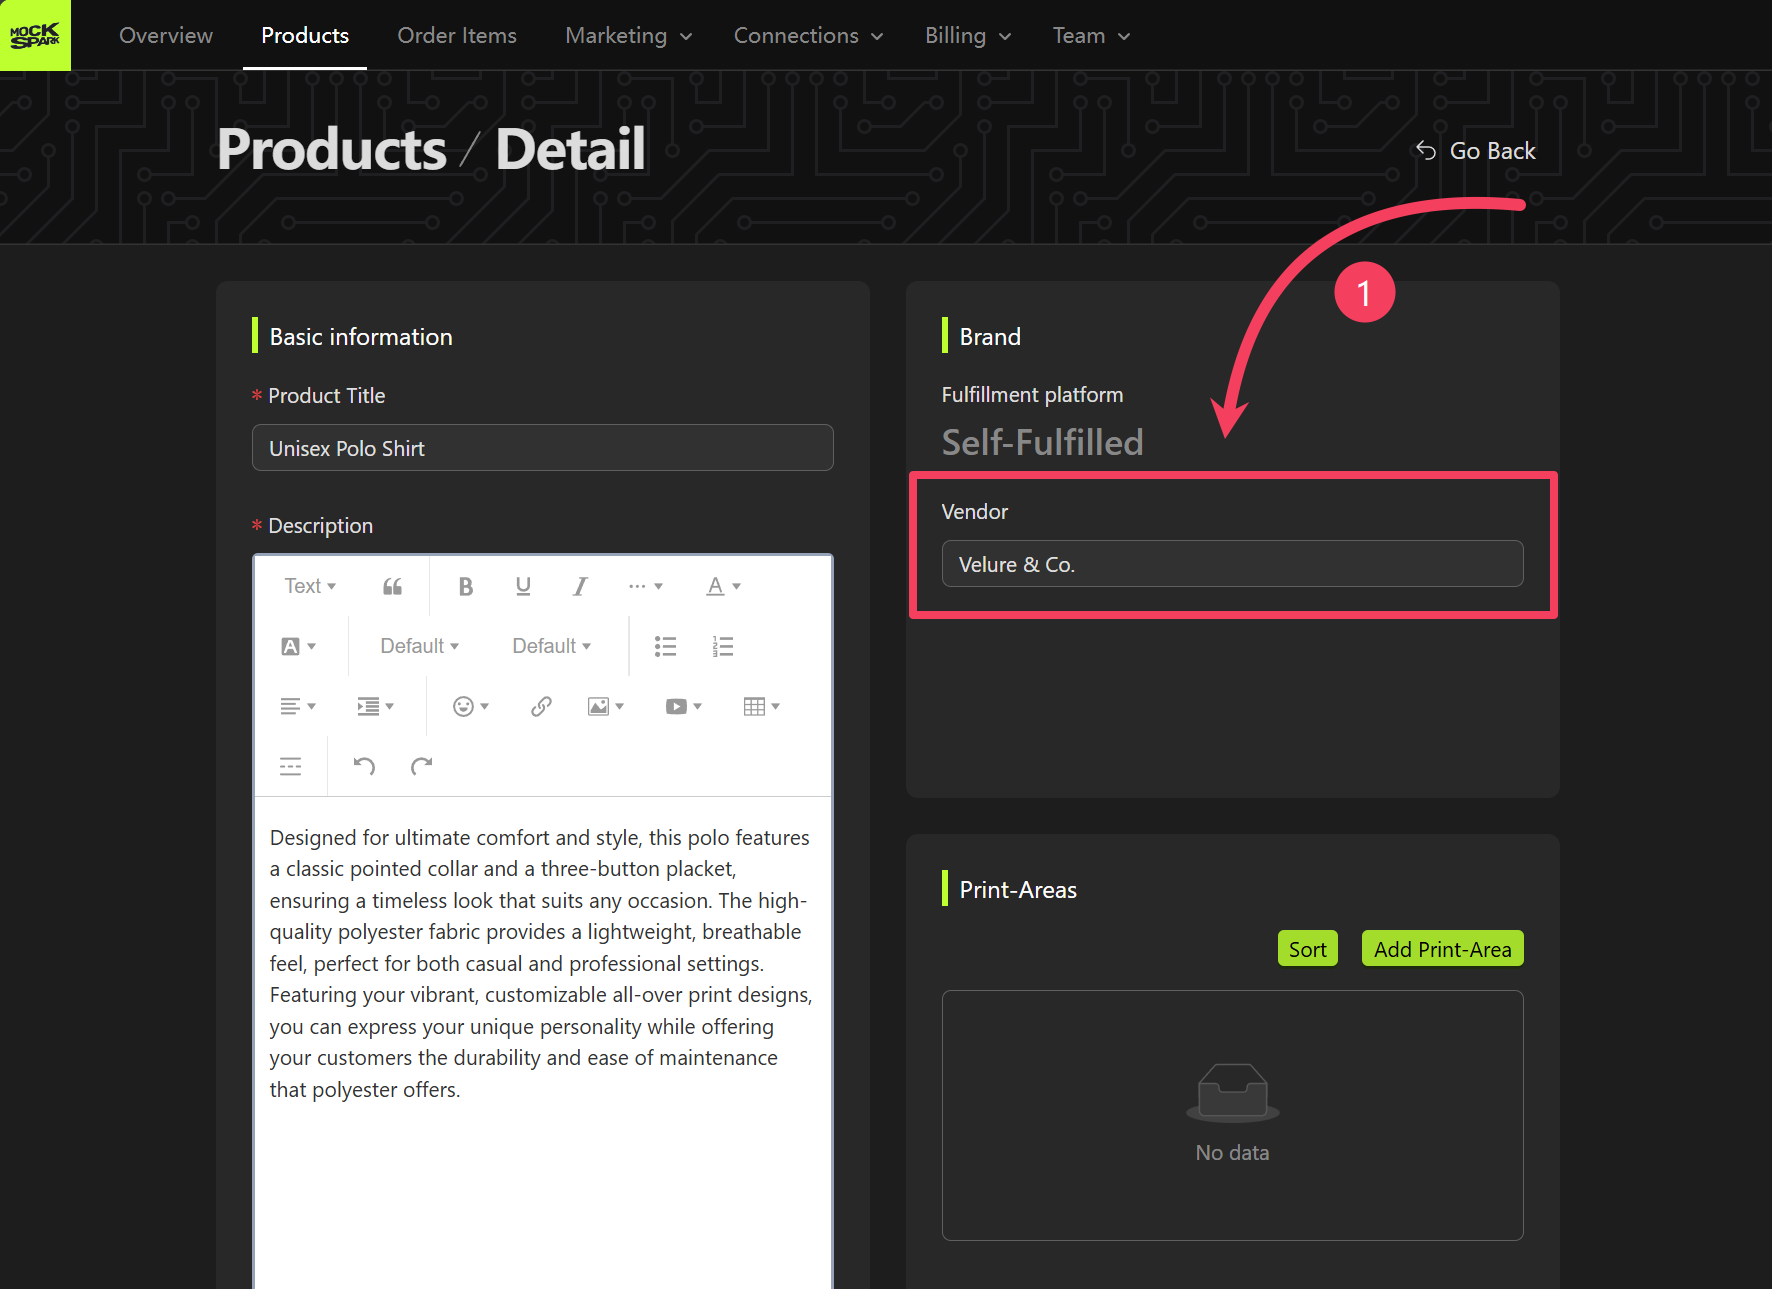 MOCK
SPARK
Overview
Products
Order Items
Marketing
Connections
Billing
Team
Products / Detail
Go Back
1
Basic information
* Product Title
Unisex Polo Shirt
* Description
Text
B U I A
A Default Default
Designed for ultimate comfort and style, this polo features
a classic pointed collar and a three-button placket,
ensuring a timeless look that suits any occasion. The high-
quality polyester fabric provides a lightweight, breathable
feel, perfect for both casual and professional settings.
Featuring your vibrant, customizable all-over print designs,
you can express your unique personality while offering
your customers the durability and ease of maintenance
that polyester offers.
Brand
Fulfillment platform
Self-Fulfilled
Vendor
Velure & Co.
Print-Areas
Sort
Add Print-Area
No data